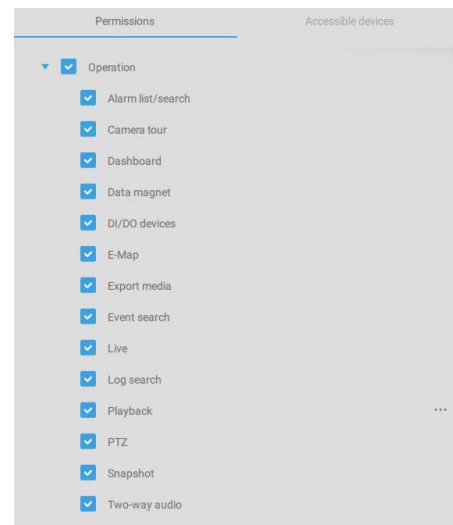 Permissions Accessible devices
Operation
Alarm list/search
Camera tour
Dashboard
Data magnet
DI/DO devices
E-Map
Export media
Event search
Live
Log search
Playback ...
PTZ
Snapshot
Two-way audio